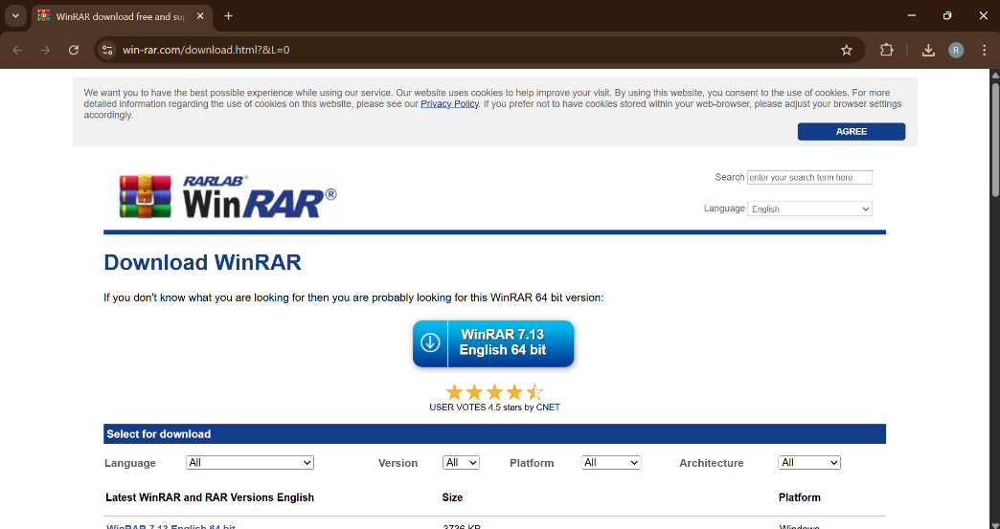 WinRAR download free and sup
win-rar.com/download.html?&L=0
R
We want you to have the best possible experience while using our service. Our website uses cookies to help improve your visit. By using this website, you consent to the use of cookies. For more
detailed information regarding the use of cookies on this website, please see our Privacy Policy. If you prefer not to have cookies stored within your web-browser, please adjust your browser settings
accordingly.
AGREE
RARLAB®
WinRAR®
Search enter your search term here
Language English
Download WinRAR
If you don't know what you are looking for then you are probably looking for this WinRAR 64 bit version:
WinRAR 7.13
English 64 bit
USER VOTES 4.5 stars by CNET
Select for download
Language All Version All Platform All Architecture All
Latest WinRAR and RAR Versions English Size Platform
WinRAR 7.13 English 64 bit 3736 KB Windows